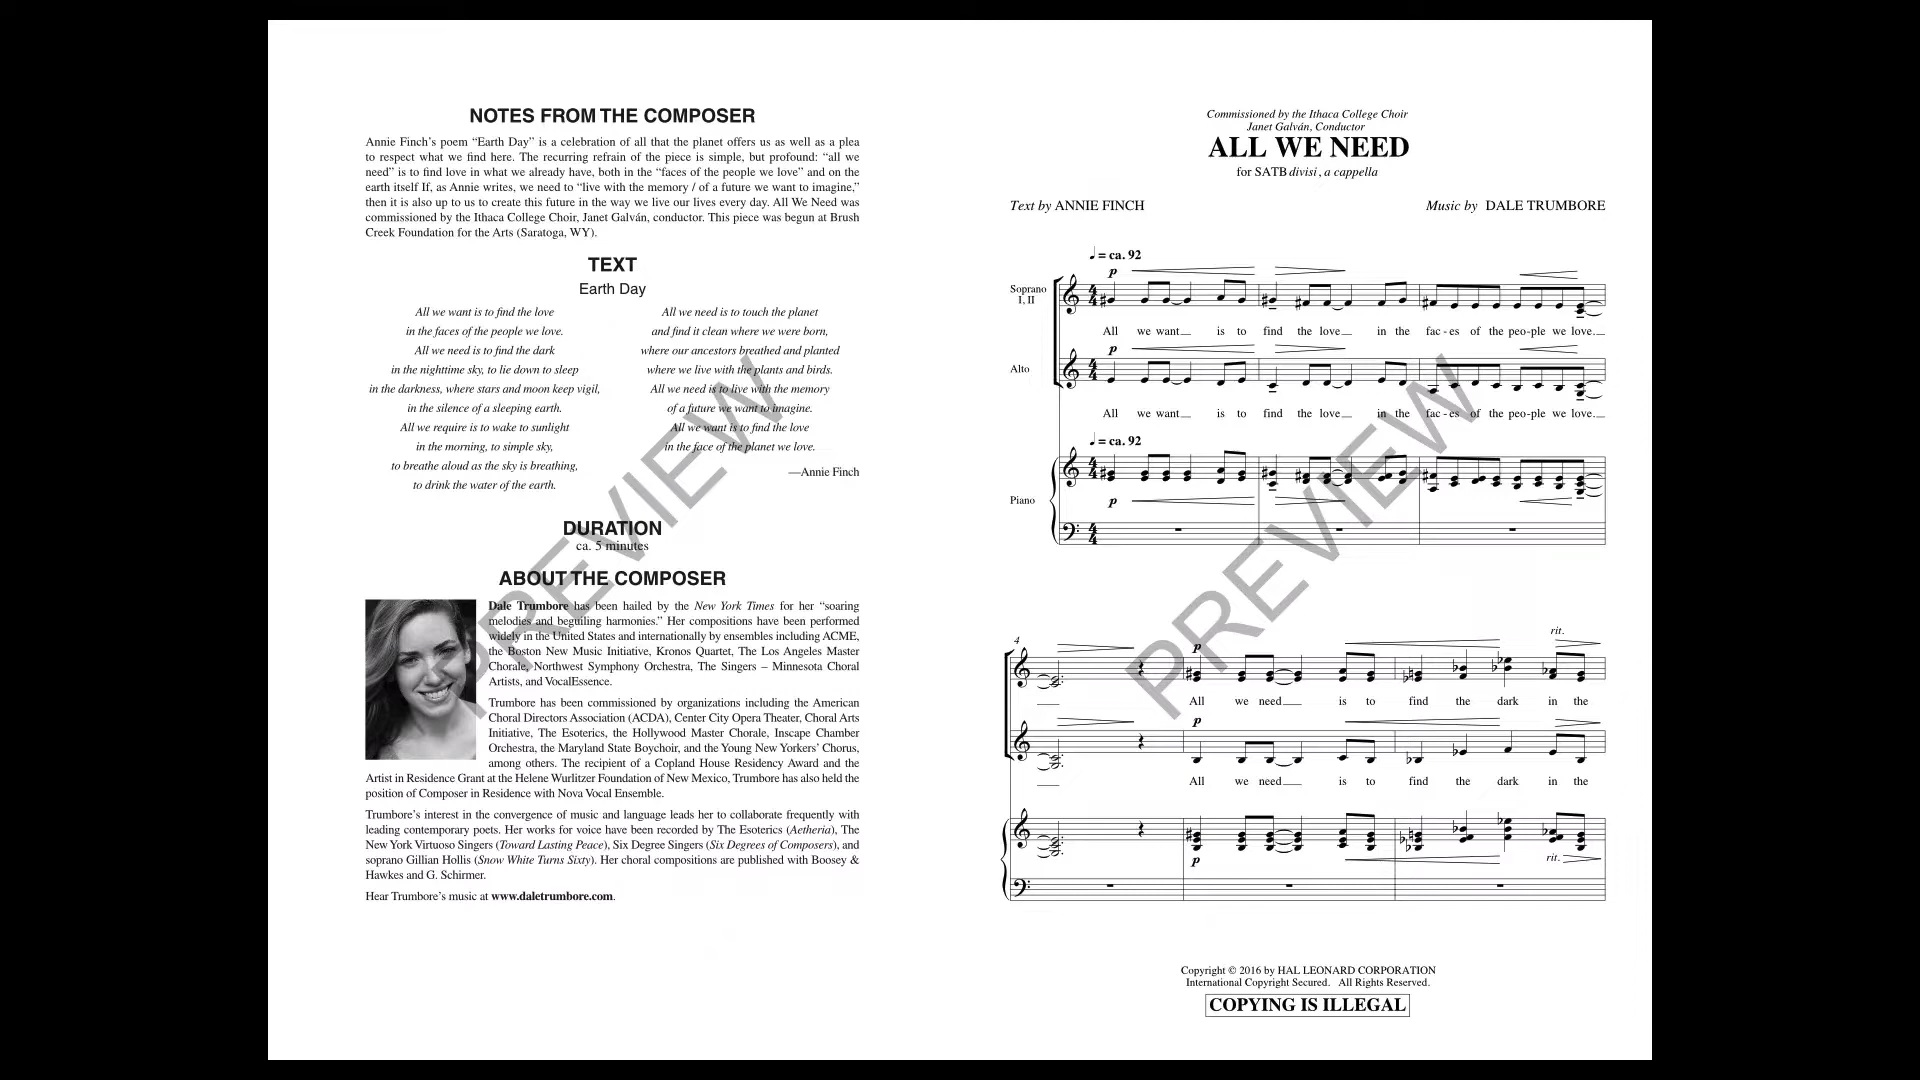 NOTES FROM THE COMPOSER
Annie Finch’s poem “Earth Day” is a celebration of all that the planet offers us as well as a plea
to respect what we find here. The recurring refrain of the piece is simple, but profound: “all we
need” is to find love in what we already have, both in the “faces of the people we love” and on the
earth itself If, as Annie writes, we need to “live with the memory / of a future we want to imagine,”
then it is also up to us to create this future in the way we live our lives every day. All We Need was
commissioned by the Ithaca College Choir, Janet Galván, conductor. This piece was begun at Brush
Creek Foundation for the Arts (Saratoga, WY).
TEXT
Earth Day
All we want is to find the love
in the faces of the people we love.
All we need is to find the dark
in the nighttime sky, to lie down to sleep
in the darkness, where stars and moon keep vigil,
in the silence of a sleeping earth.
All we require is to wake to sunlight
in the morning, to simple sky,
to breathe aloud as the sky is breathing,
to drink the water of the earth.
All we need is to touch the planet
and find it clean where we were born,
where our ancestors breathed and planted
where we live with the plants and birds.
All we need is to live with the memory
of a future we want to imagine.
All we want is to find the love
in the face of the planet we love.
—Annie Finch
DURATION
ca. 5 minutes
ABOUT THE COMPOSER
Dale Trumbore has been hailed by the New York Times for her “soaring
melodies and beguiling harmonies.” Her compositions have been performed
widely in the United States and internationally by ensembles including ACME,
the Boston New Music Initiative, Kronos Quartet, The Los Angeles Master
Chorale, Northwest Symphony Orchestra, The Singers – Minnesota Choral
Artists, and VocalEssence.
Trumbore has been commissioned by organizations including the American
Choral Directors Association (ACDA), Center City Opera Theater, Choral Arts
Initiative, The Esoterics, the Hollywood Master Chorale, Inscape Chamber
Orchestra, the Maryland State Boychoir, and the Young New Yorkers’ Chorus,
among others. The recipient of a Copland House Residency Award and the
Artist in Residence Grant at the Helene Wurlitzer Foundation of New Mexico, Trumbore has also held the
position of Composer in Residence with Nova Vocal Ensemble.
Trumbore’s interest in the convergence of music and language leads her to collaborate frequently with
leading contemporary poets. Her works for voice have been recorded by The Esoterics (Aetheria), The
New York Virtuoso Singers (Toward Lasting Peace), Six Degree Singers (Six Degrees of Composers), and
soprano Gillian Hollis (Snow White Turns Sixty). Her choral compositions are published with Boosey &
Hawkes and G. Schirmer.
Hear Trumbore’s music at www.daletrumbore.com.
PREVIEW
Commissioned by the Ithaca College Choir
Janet Galván, Conductor
ALL WE NEED
for SATB divisi, a cappella
Text by ANNIE FINCH
Music by DALE TRUMBORE
♩ = ca. 92
p
Soprano
I, II
All we want is to find the love in the fac - es of the peo-ple we love.
p
Alto
All we want is to find the love in the fac - es of the peo-ple we love.
♩ = ca. 92
Piano
p
4
rit.
p
All we need is to find the dark in the
p
All we need is to find the dark in the
p
rit.
PREVIEW
Copyright © 2016 by HAL LEONARD CORPORATION
International Copyright Secured. All Rights Reserved.
COPYING IS ILLEGAL